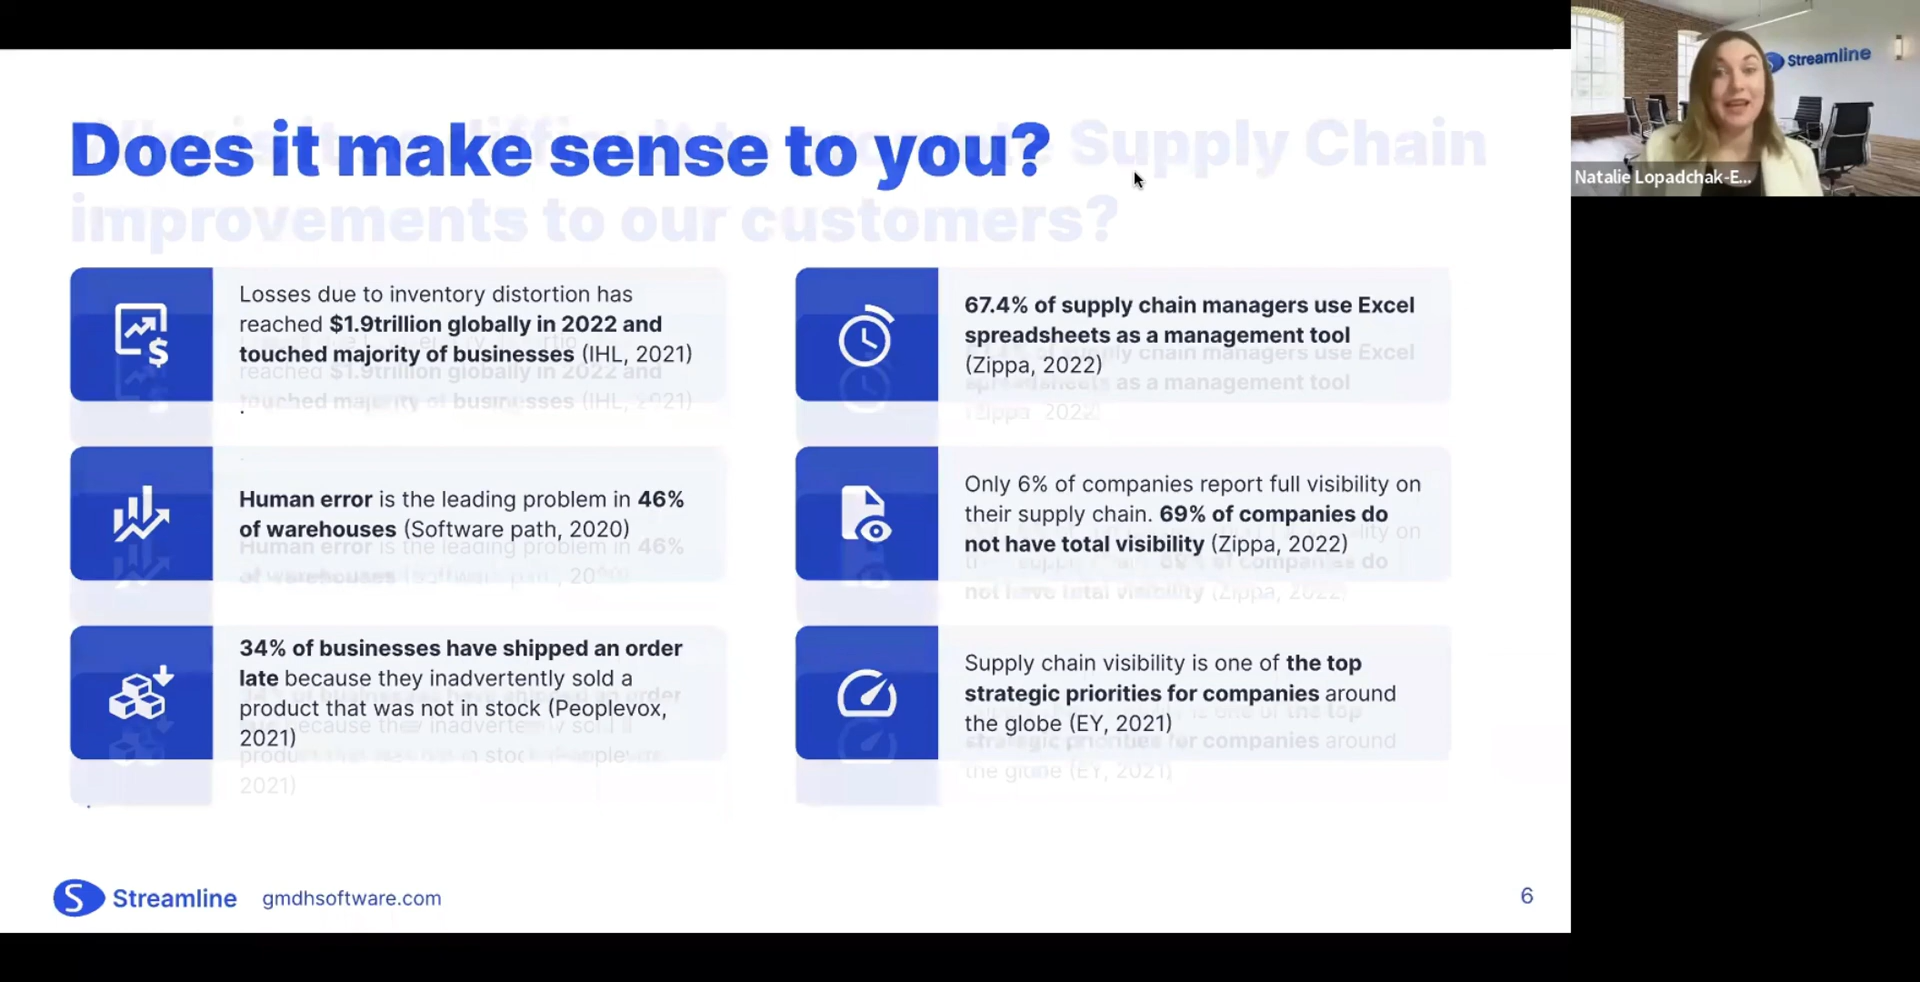 Does it make sense to you? Supply Chain
improvements to our customers?
Losses due to inventory distortion has
reached $1.9trillion globally in 2022 and
touched majority of businesses (IHL, 2021)
.
Human error is the leading problem in 46%
of warehouses (Software path, 2020)
34% of businesses have shipped an order
late because they inadvertently sold a
product that was not in stock (Peoplevox,
2021)
67.4% of supply chain managers use Excel
spreadsheets as a management tool
(Zippa, 2022)
Only 6% of companies report full visibility on
their supply chain. 69% of companies do
not have total visibility (Zippa, 2022)
Supply chain visibility is one of the top
strategic priorities for companies around
the globe (EY, 2021)
Streamline gmdhsoftware.com
6
Streamline
Natalie Lopadchak-E...